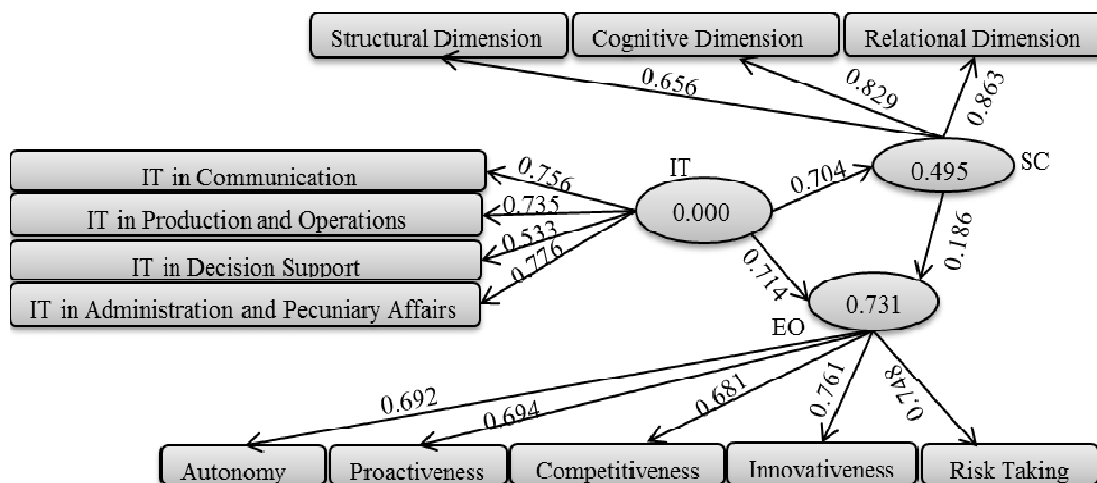 Structural Dimension
Cognitive Dimension
Relational Dimension
0.656
0.829
0.863
IT in Communication
IT in Production and Operations
IT in Decision Support
IT in Administration and Pecuniary Affairs
0.756
0.735
0.533
0.776
IT
0.000
0.704
0.495
SC
0.714
0.186
0.731
EO
0.692
0.694
0.681
0.761
0.748
Autonomy
Proactiveness
Competitiveness
Innovativeness
Risk Taking